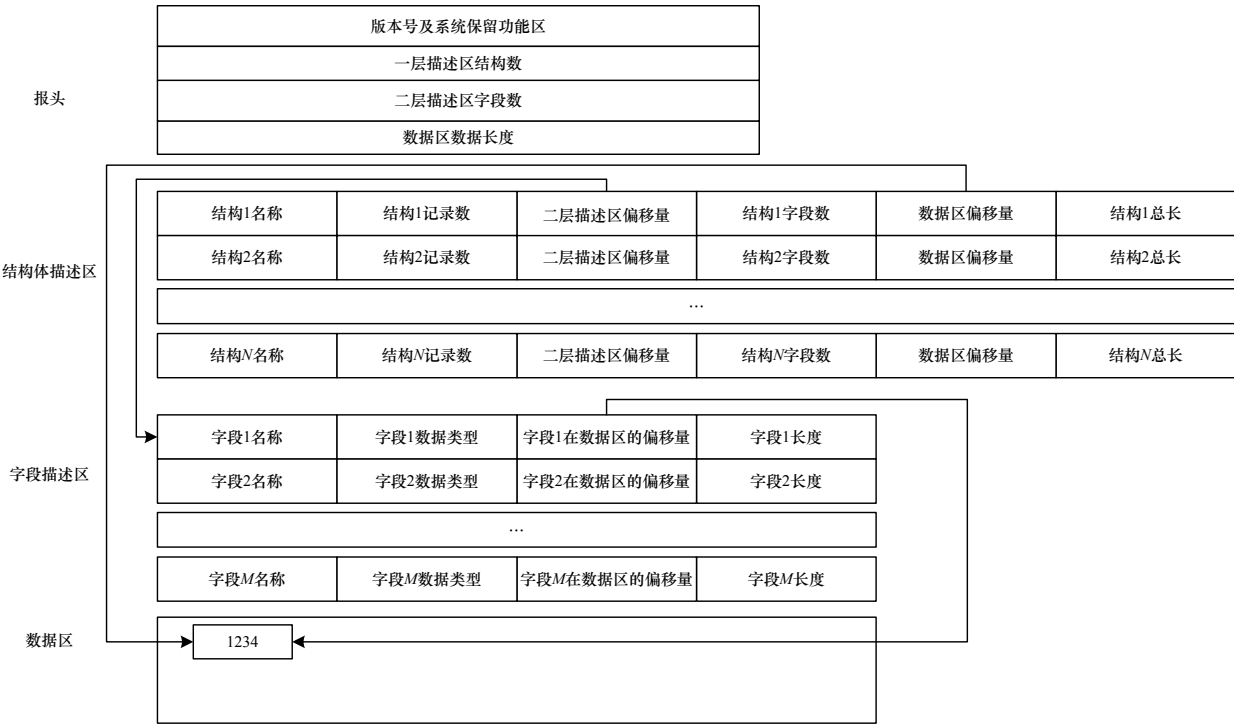 版本号及系统保留功能区
一层描述区结构数
报头
二层描述区字段数
数据区数据长度
结构1名称 结构1记录数 二层描述区偏移量 结构1字段数 数据区偏移量 结构1总长
结构2名称 结构2记录数 二层描述区偏移量 结构2字段数 数据区偏移量 结构2总长
结构体描述区
…
结构N名称 结构N记录数 二层描述区偏移量 结构N字段数 数据区偏移量 结构N总长
字段1名称 字段1数据类型 字段1在数据区的偏移量 字段1长度
字段描述区
字段2名称 字段2数据类型 字段2在数据区的偏移量 字段2长度
…
字段M名称 字段M数据类型 字段M在数据区的偏移量 字段M长度
数据区
1234